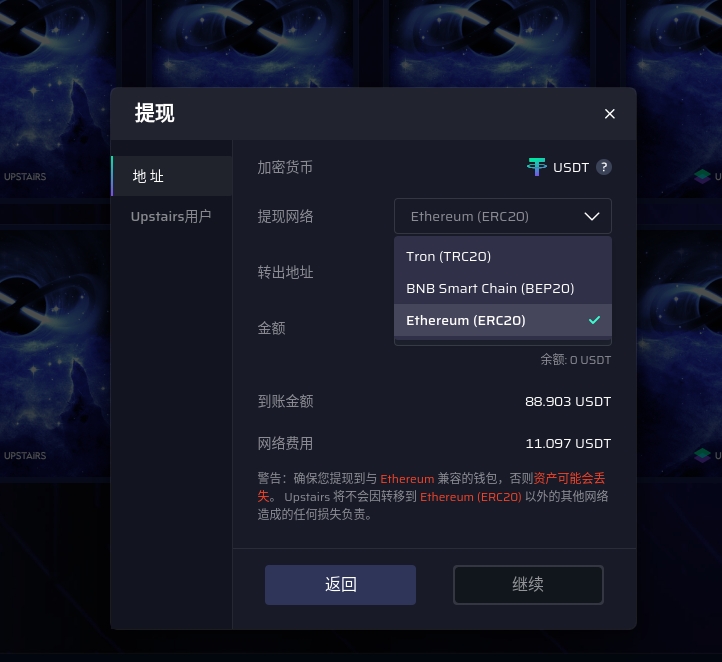 提现
×
地 址
Upstairs用户
加密货币
USDT ?
提现网络
Ethereum (ERC20)
Tron (TRC20)
转出地址
BNB Smart Chain (BEP20)
金额
Ethereum (ERC20)
余额: 0 USDT
到账金额
88.903 USDT
网络费用
11.097 USDT
警告：确保您提现到与 Ethereum 兼容的钱包，否则资产可能会丢
失。 Upstairs 将不会因转移到 Ethereum (ERC20) 以外的其他网络
造成的任何损失负责。
返回
继续
UPSTAIRS
U
UPSTAIRS
U